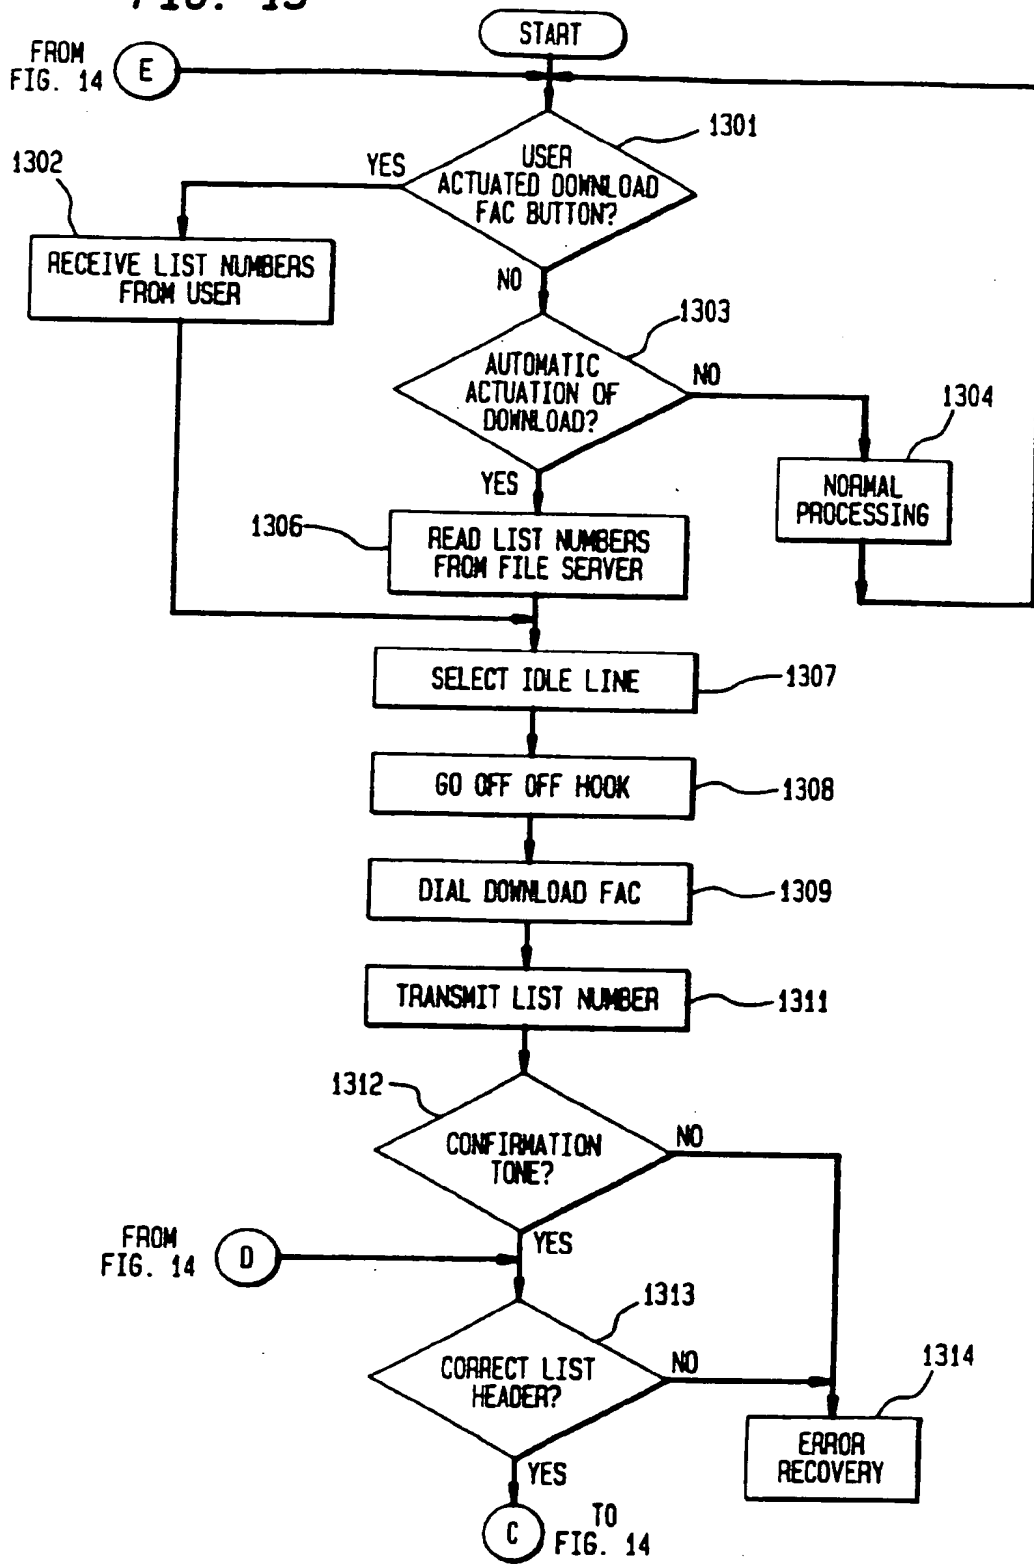 FIG. 13
START
FROM
FIG. 14
E
1301
USER
ACTUATED DOWNLOAD
FAC BUTTON?
YES
1302
RECEIVE LIST NUMBERS
FROM USER
NO
1303
AUTOMATIC
ACTUATION OF
DOWNLOAD?
NO
1304
NORMAL
PROCESSING
YES
1306
READ LIST NUMBERS
FROM FILE SERVER
SELECT IDLE LINE
1307
GO OFF OFF HOOK
1308
DIAL DOWNLOAD FAC
1309
TRANSMIT LIST NUMBER
1311
1312
CONFIRMATION
TONE?
NO
YES
FROM
FIG. 14
D
1313
CORRECT LIST
HEADER?
NO
1314
ERROR
RECOVERY
YES
C
TO
FIG. 14